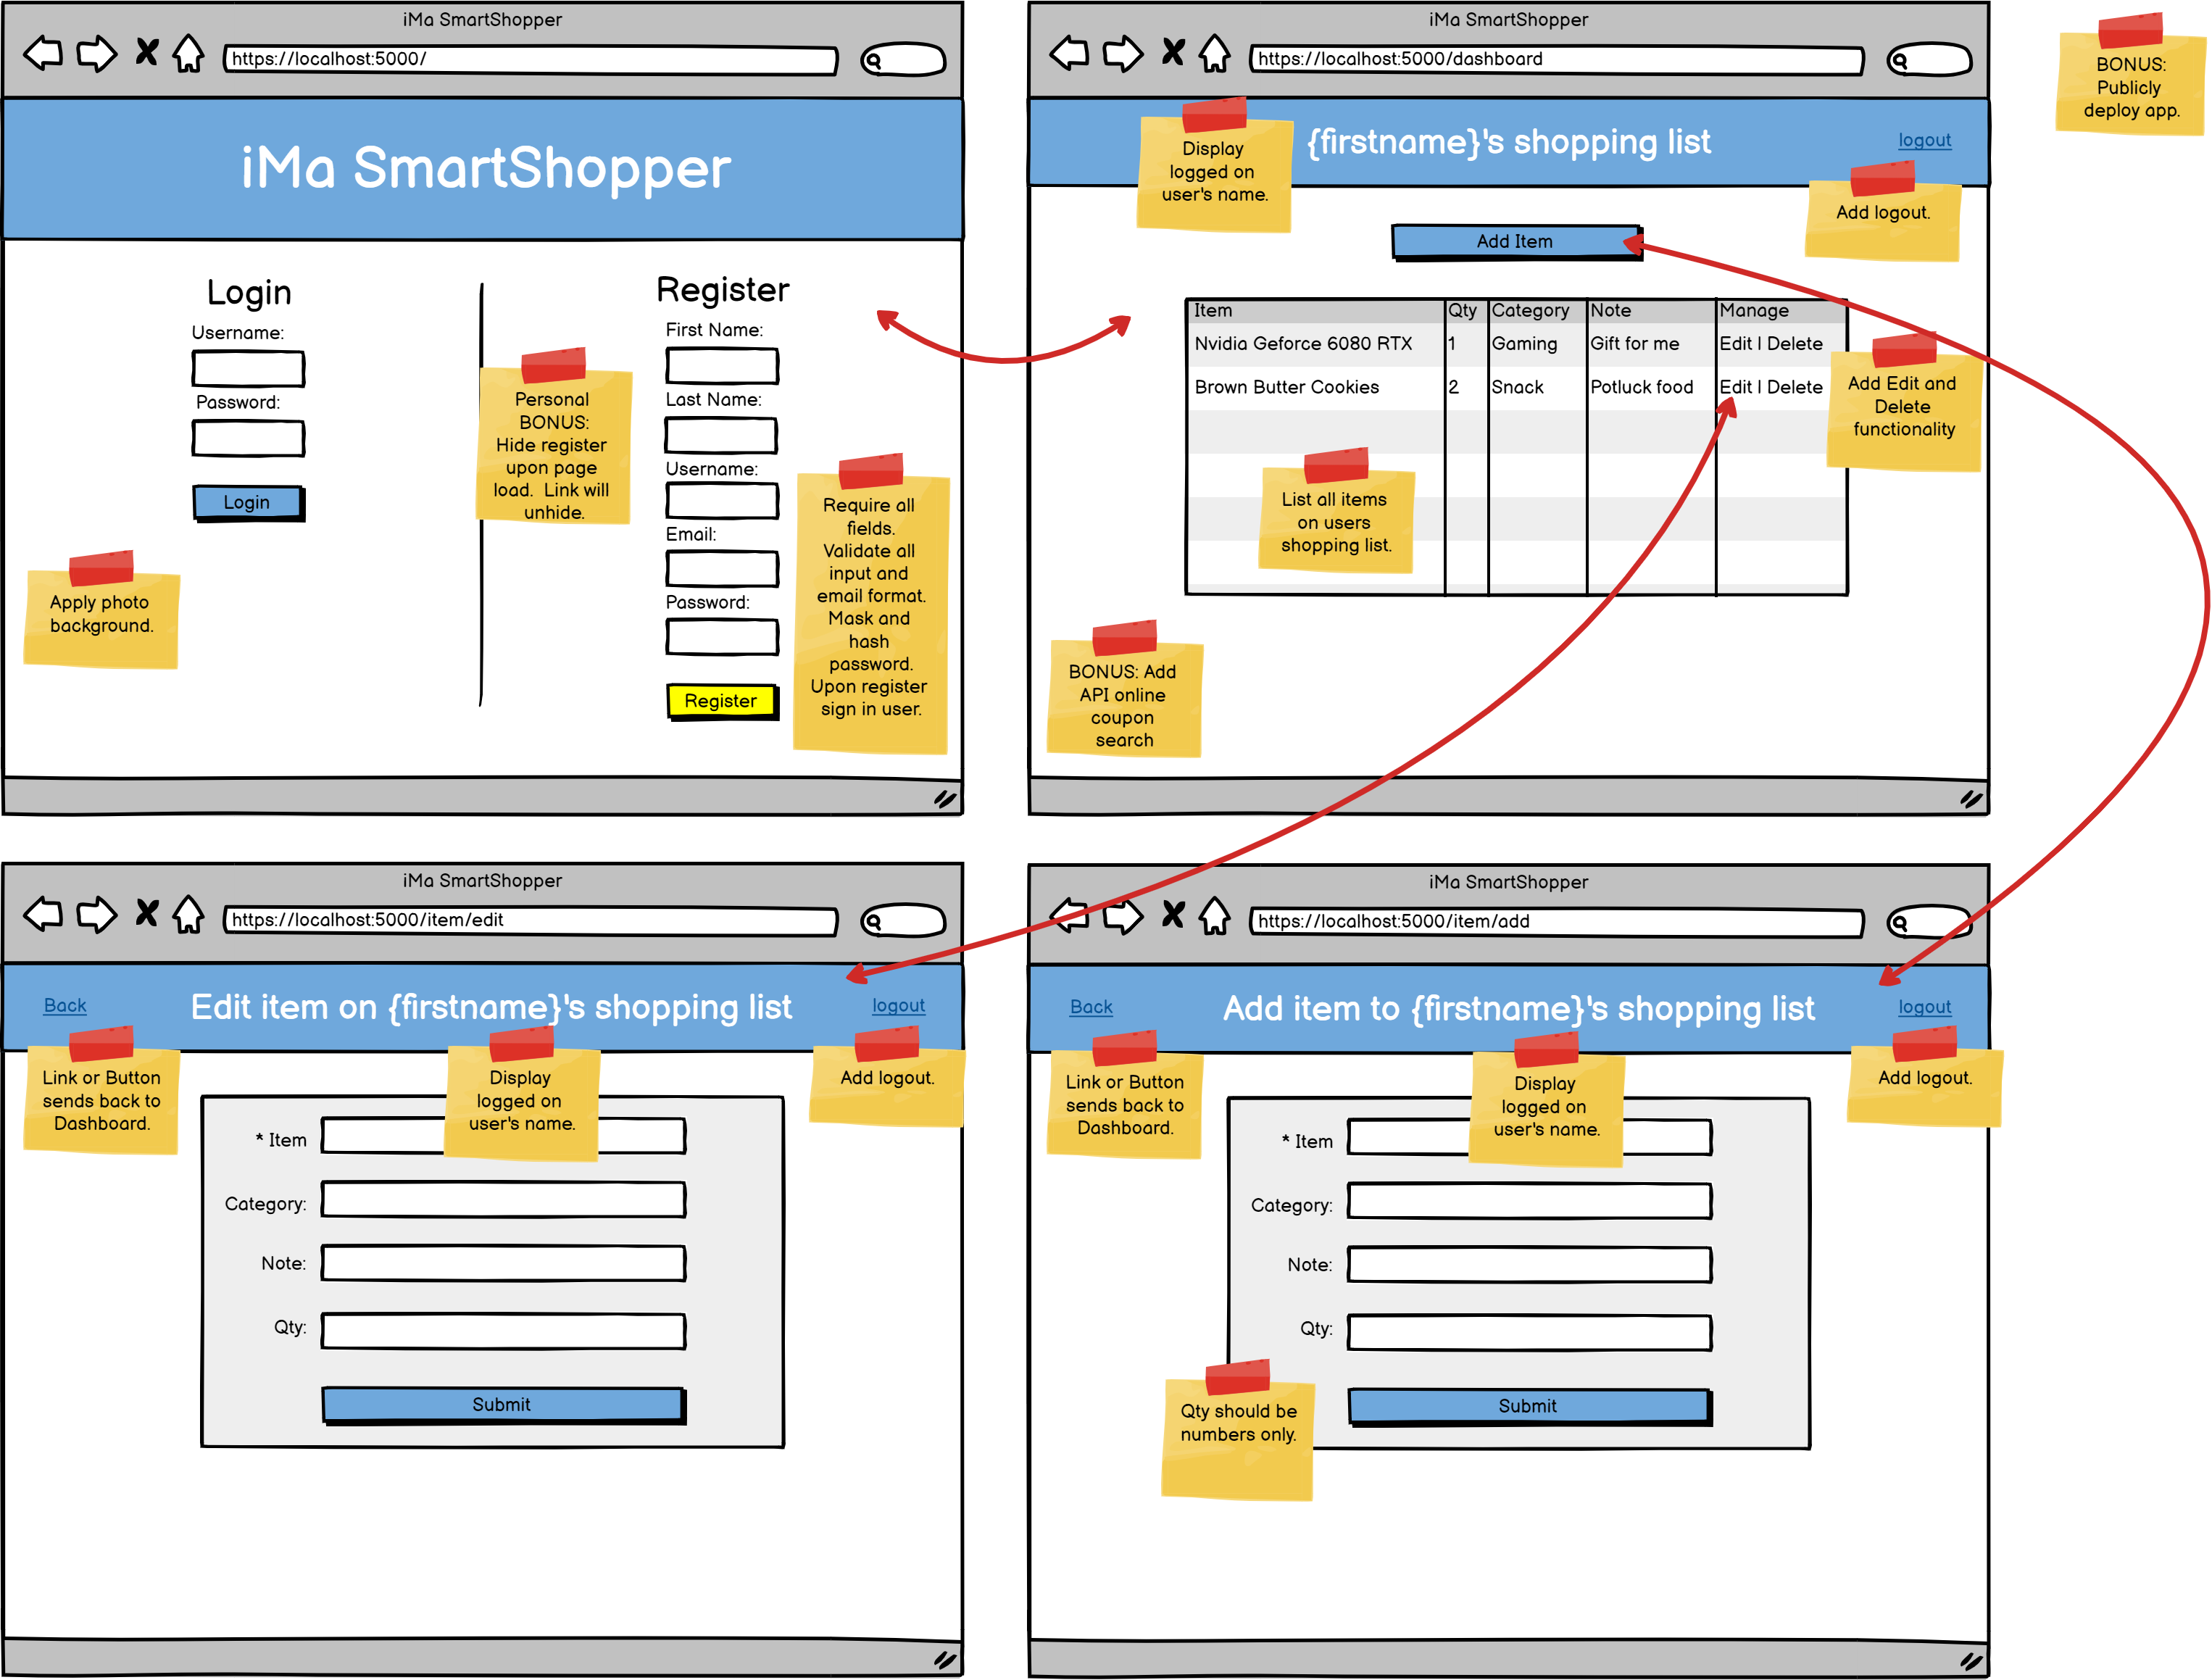 iMa SmartShopper
https://localhost:5000/
iMa SmartShopper
Login
Username:
Password:
Login
Apply photo
background.
Personal
BONUS:
Hide register
upon page
load. Link will
unhide.
Register
First Name:
Last Name:
Username:
Email:
Password:
Register
Require all
fields.
Validate all
input and
email format.
Mask and
hash
password.
Upon register
sign in user.
iMa SmartShopper
https://localhost:5000/dashboard
Display
logged on
user's name.
{firstname}'s shopping list
logout
Add logout.
Add Item
Item Qty Category Note Manage
Nvidia Geforce 6080 RTX 1 Gaming Gift for me Edit | Delete
Brown Butter Cookies 2 Snack Potluck food Edit | Delete
Add Edit and
Delete
functionality
List all items
on users
shopping list.
BONUS: Add
API online
coupon
search
BONUS:
Publicly
deploy app.
iMa SmartShopper
https://localhost:5000/item/edit
Back
Edit item on {firstname}'s shopping list
logout
Link or Button
sends back to
Dashboard.
Display
logged on
user's name.
Add logout.
* Item
Category:
Note:
Qty:
Submit
iMa SmartShopper
https://localhost:5000/item/add
Back
Add item to {firstname}'s shopping list
logout
Link or Button
sends back to
Dashboard.
Display
logged on
user's name.
Add logout.
* Item
Category:
Note:
Qty:
Qty should be
numbers only.
Submit